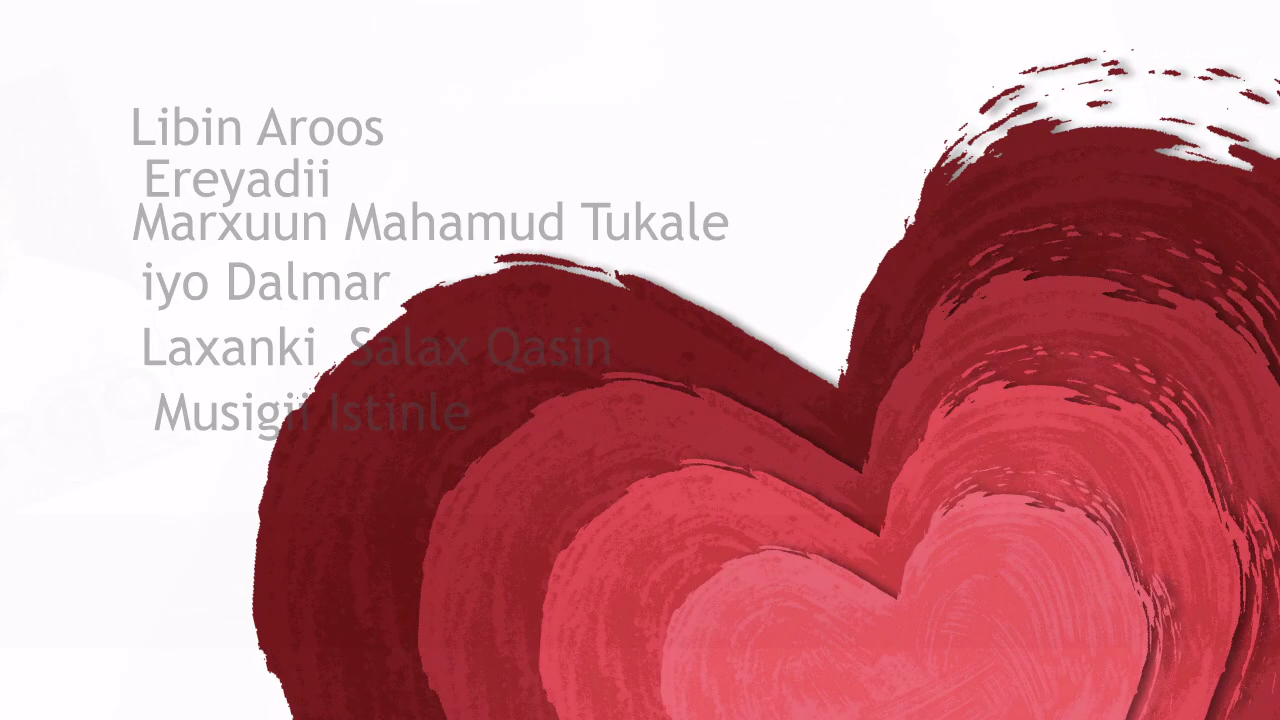 Libin Aroos
Ereyadii
Marxuun Mahamud Tukale
iyo Dalmar
Laxanki Salax Qasin
Musigii Istinle